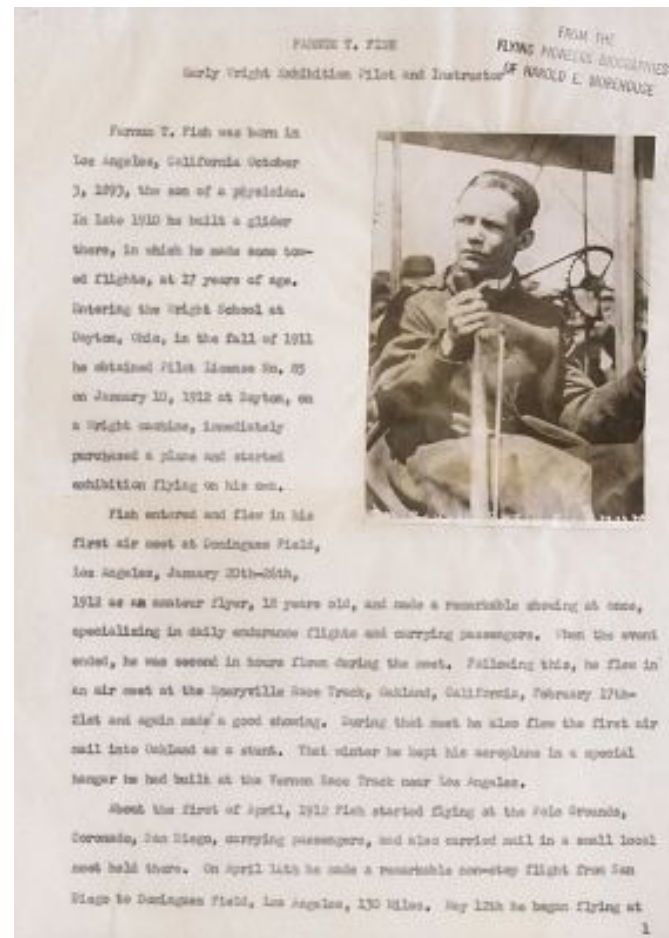 FARNUM T. FISH
FROM THE
FLYING PIONEERS BIOGRAPHIES
OF HAROLD E. MOREHOUSE
Early Wright Exhibition Pilot and Instructor
Farnum T. Fish was born in
Los Angeles, California October
3, 1893, the son of a physician.
In late 1910 he built a glider
there, in which he made some tow-
ed flights, at 17 years of age.
Entering the Wright School at
Dayton, Ohio, in the fall of 1911
he obtained Pilot License No. 85
on January 10, 1912 at Dayton, on
a Wright machine, immediately
purchased a plane and started
exhibition flying on his own.
Fish entered and flew in his
first air meet at Dominguez Field,
Los Angeles, January 20th-28th,
1912 as an amateur flyer, 18 years old, and made a remarkable showing at once,
specializing in daily endurance flights and carrying passengers. When the event
ended, he was second in hours flown during the meet. Following this, he flew in
an air meet at the Emeryville Race Track, Oakland, California, February 17th-
21st and again made a good showing. During that meet he also flew the first air
mail into Oakland as a stunt. That winter he kept his aeroplane in a special
hangar he had built at the Vernon Race Track near Los Angeles.
About the first of April, 1912 Fish started flying at the Polo Grounds,
Coronado, San Diego, carrying passengers, and also carried mail in a small local
meet held there. On April 14th he made a remarkable non-stop flight from San
Diego to Dominguez Field, Los Angeles, 130 Miles. May 12th he began flying at
1